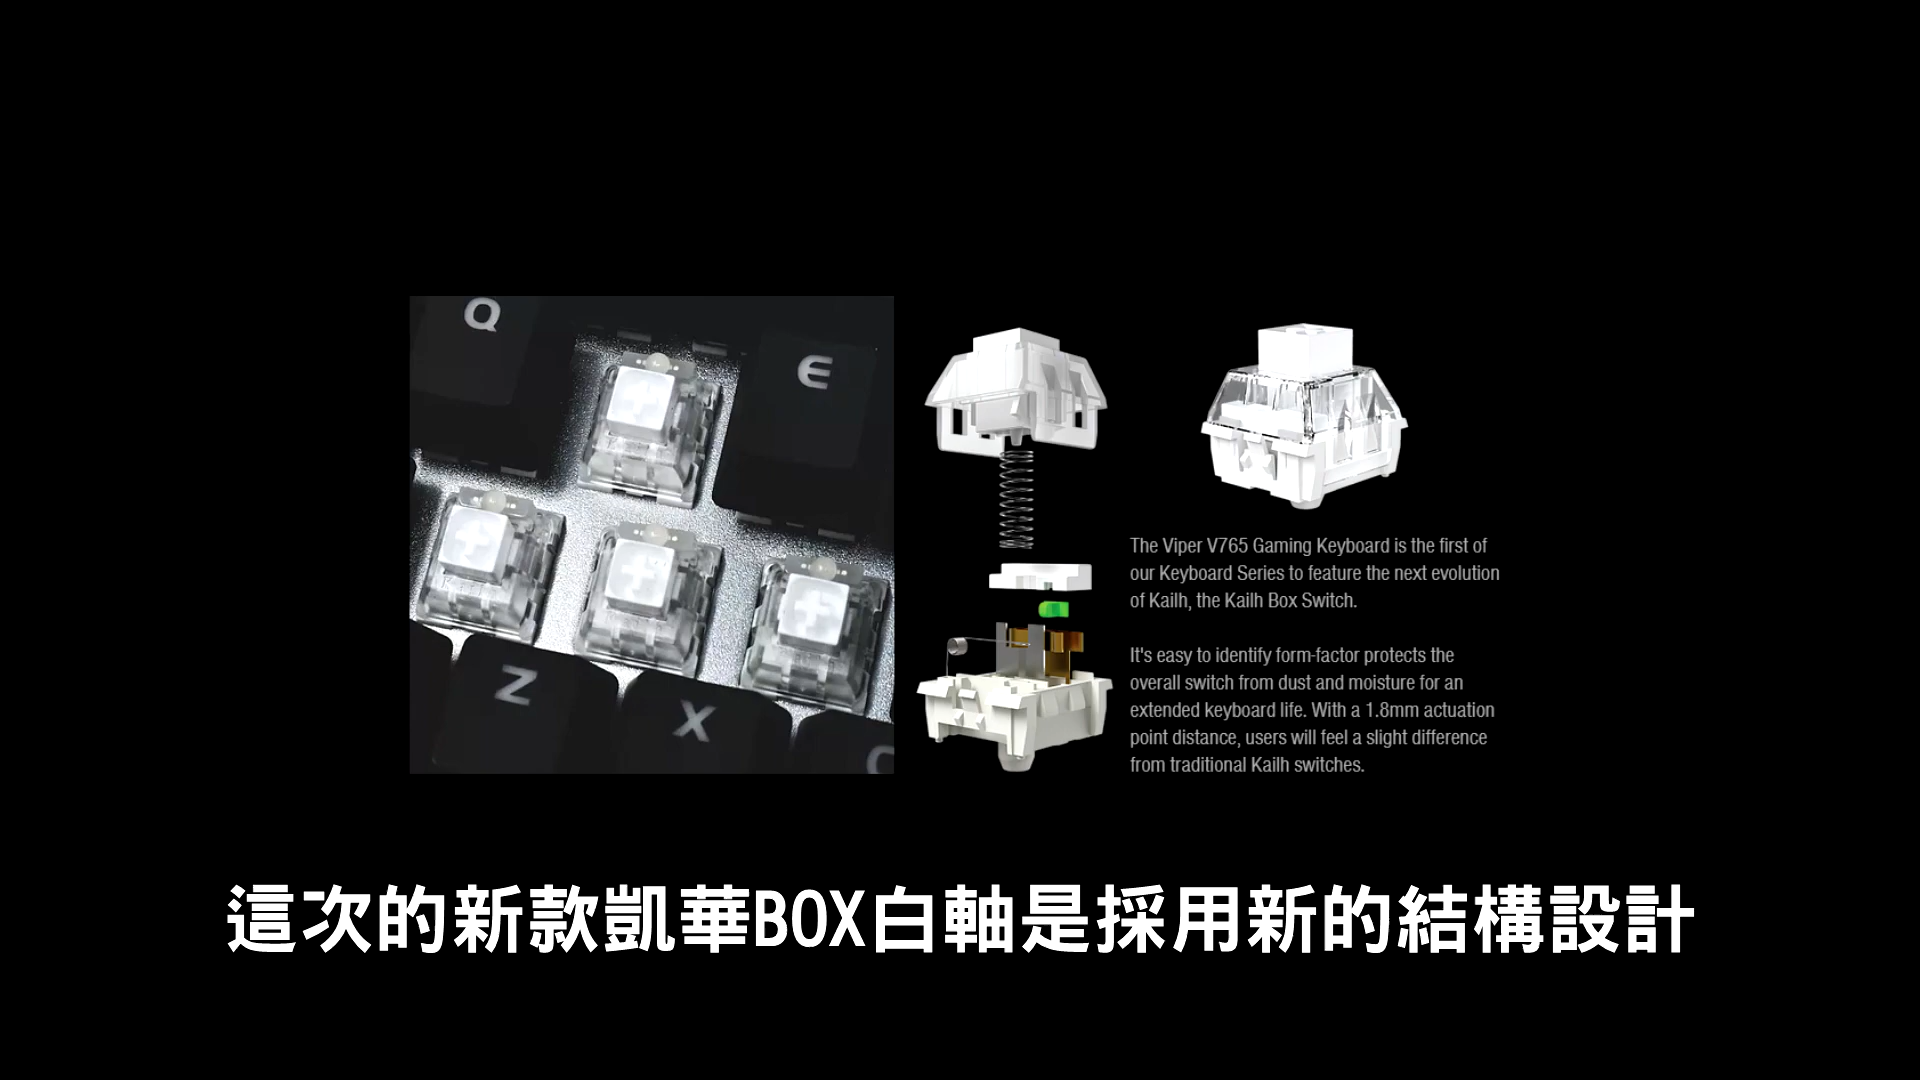 Q
E
Z
X
The Viper V765 Gaming Keyboard is the first of
our Keyboard Series to feature the next evolution
of Kailh, the Kailh Box Switch.
It's easy to identify form-factor protects the
overall switch from dust and moisture for an
extended keyboard life. With a 1.8mm actuation
point distance, users will feel a slight difference
from traditional Kailh switches.
這次的新款凱華BOX白軸是採用新的結構設計